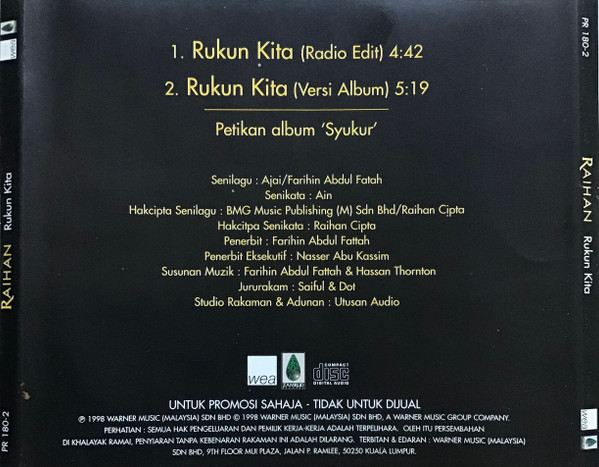 1. Rukun Kita (Radio Edit) 4:42
2. Rukun Kita (Versi Album) 5:19
Petikan album 'Syukur'
Senilagu : Ajai/Farihin Abdul Fatah
Senikata : Ain
Hakcipta Senilagu : BMG Music Publishing (M) Sdn Bhd/Raihan Cipta
Hakcitpa Senikata : Raihan Cipta
Penerbit : Farihin Abdul Fattah
Penerbit Eksekutif : Nasser Abu Kassim
Susunan Muzik : Farihin Abdul Fattah & Hassan Thornton
Jururakam : Saiful & Dot
Studio Rakaman & Adunan : Utusan Audio
wea
COMPACT
disc
DIGITAL AUDIO
UNTUK PROMOSI SAHAJA - TIDAK UNTUK DIJUAL
℗ 1998 WARNER MUSIC (MALAYSIA) SDN BHD © 1998 WARNER MUSIC (MALAYSIA) SDN BHD, A WARNER MUSIC GROUP COMPANY.
PERHATIAN : SEMUA HAK PENGELUARAN DAN PEMILIK KERJA-KERJA ADALAH TERPELIHARA. OLEH ITU PERSEMBAHAN
DI KHALAYAK RAMAI, PENYIARAN TANPA KEBENARAN RAKAMAN INI ADALAH DILARANG. TERBITAN & EDARAN : WARNER MUSIC (MALAYSIA)
SDN BHD, 9TH FLOOR MUI PLAZA, JALAN P. RAMLEE, 50250 KUALA LUMPUR.
wea
RAIHAN Rukun Kita
PR 180-2
PR 180-2
RAIHAN Rukun Kita
wea